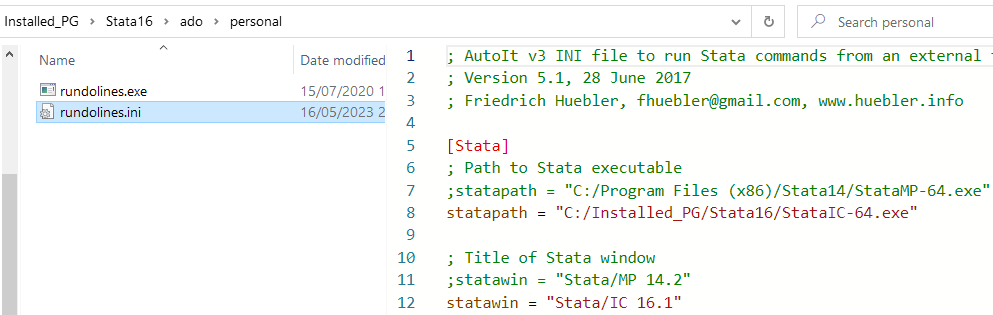 Installed_PG > Stata16 > ado > personal
Search personal
Name
Date modified
rundolines.exe
15/07/2020 1
rundolines.ini
16/05/2023 2
1 ; AutoIt v3 INI file to run Stata commands from an external
2 ; Version 5.1, 28 June 2017
3 ; Friedrich Huebler, fhuebler@gmail.com, www.huebler.info
4
5 [Stata]
6 ; Path to Stata executable
7 ;statapath = "C:/Program Files (x86)/Stata14/StataMP-64.exe"
8 statapath = "C:/Installed_PG/Stata16/StataIC-64.exe"
9
10 ; Title of Stata window
11 ;statawin = "Stata/MP 14.2"
12 statawin = "Stata/IC 16.1"